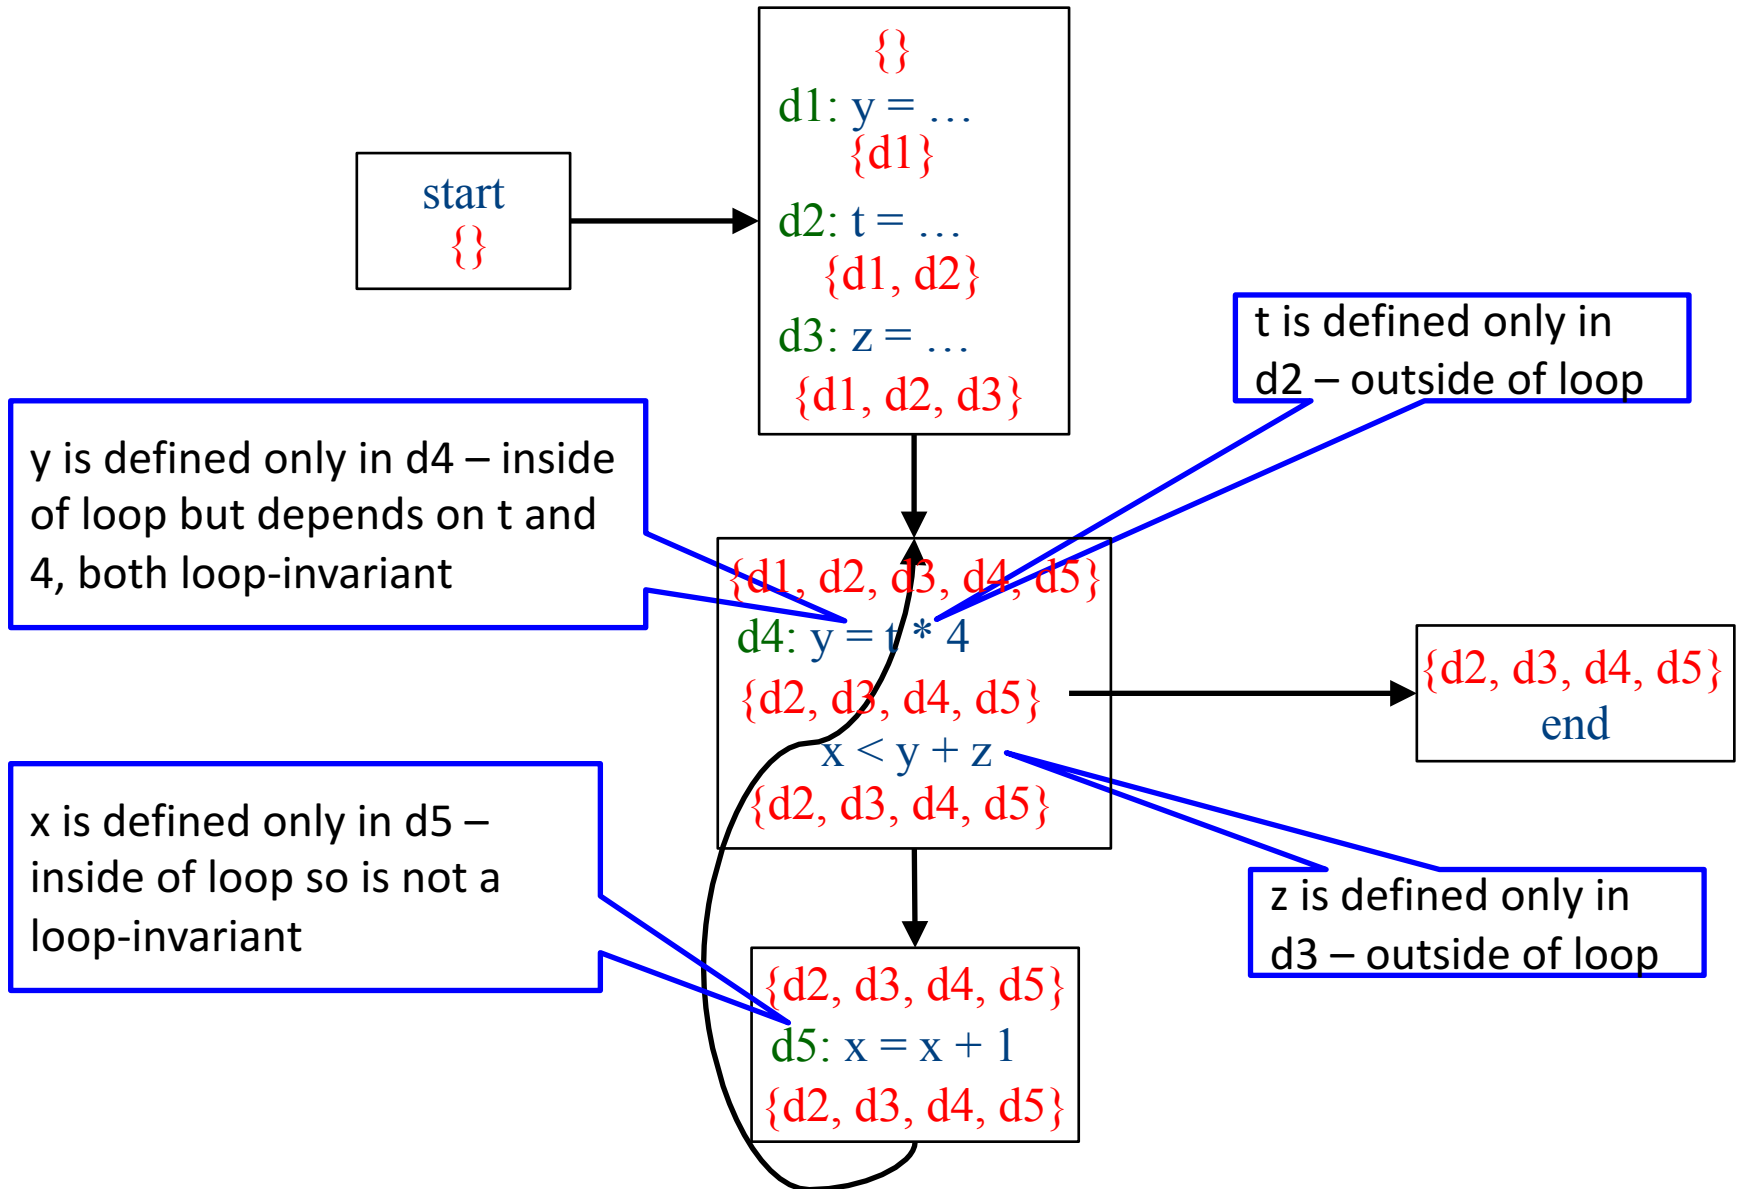 {}
d1: y = …
{d1}
d2: t = …
{d1, d2}
d3: z = …
{d1, d2, d3}
start
{}
t is defined only in
d2 – outside of loop
y is defined only in d4 – inside
of loop but depends on t and
4, both loop-invariant
{d1, d2, d3, d4, d5}
d4: y = t * 4
{d2, d3, d4, d5}
x < y + z
{d2, d3, d4, d5}
{d2, d3, d4, d5}
end
x is defined only in d5 –
inside of loop so is not a
loop-invariant
z is defined only in
d3 – outside of loop
{d2, d3, d4, d5}
d5: x = x + 1
{d2, d3, d4, d5}